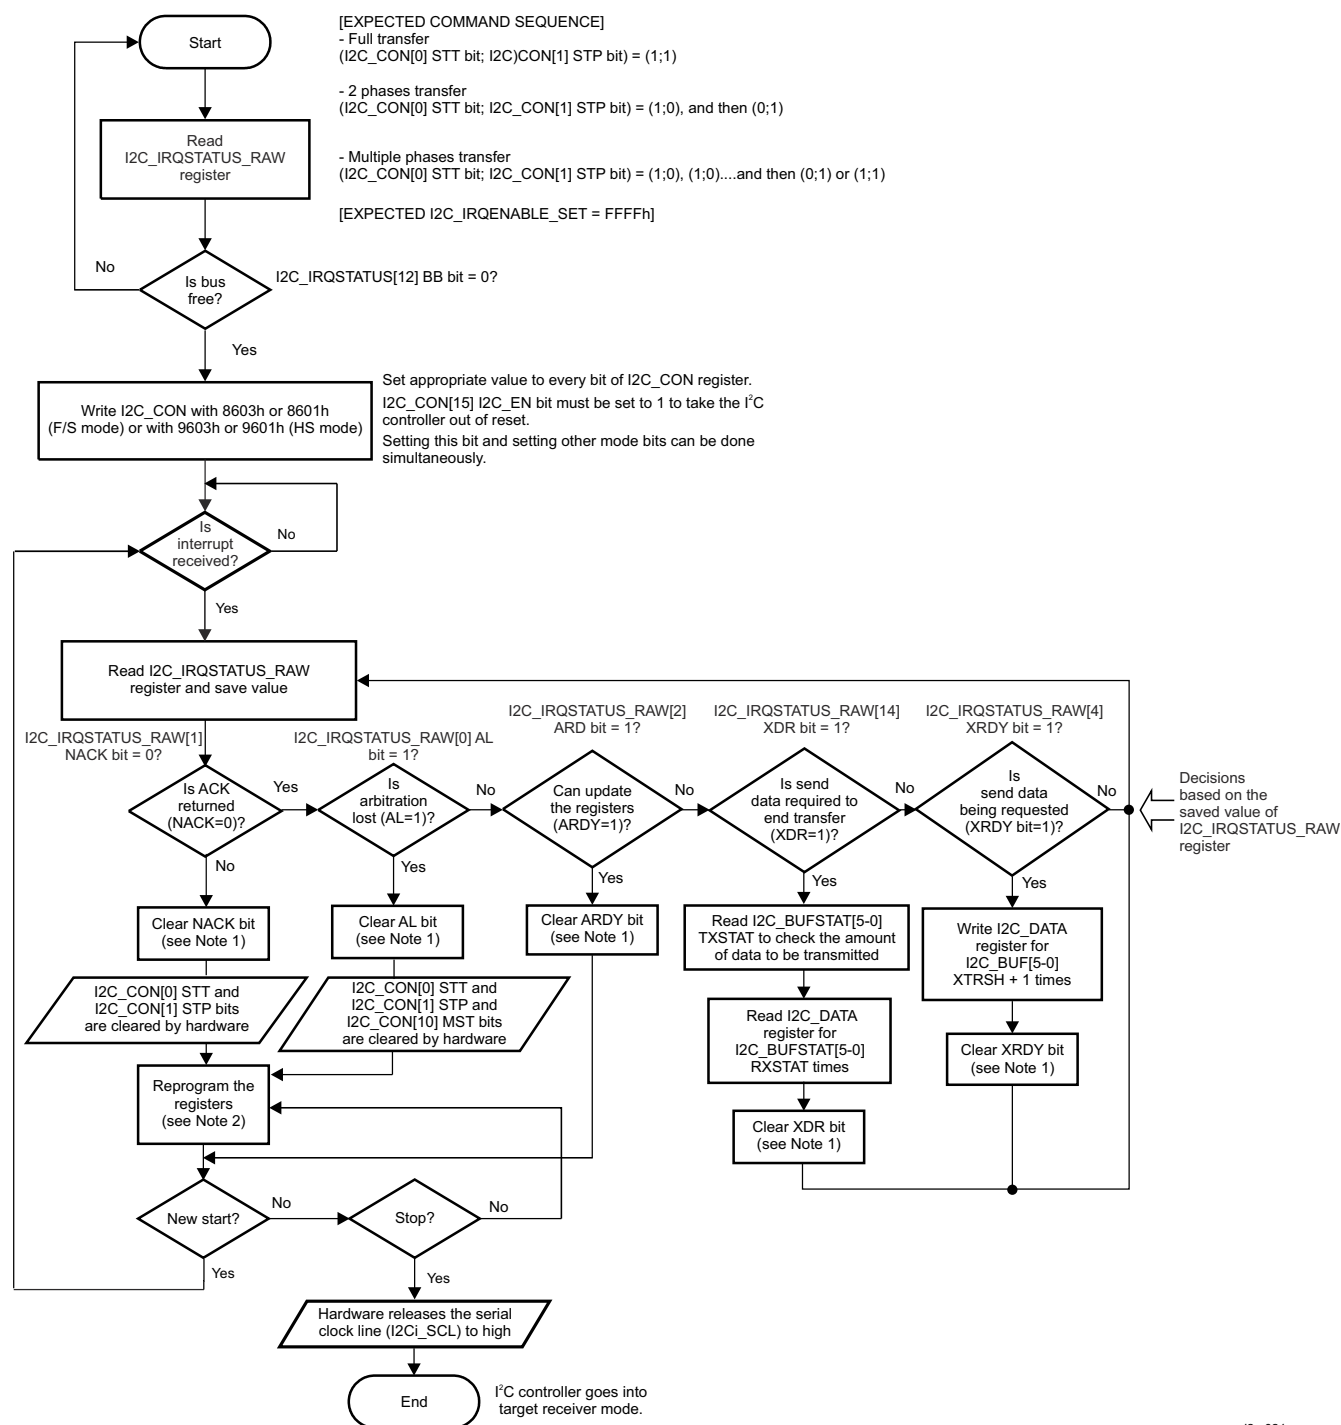 Start
[EXPECTED COMMAND SEQUENCE]
- Full transfer
(I2C_CON[0] STT bit; I2C)CON[1] STP bit) = (1;1)
- 2 phases transfer
(I2C_CON[0] STT bit; I2C_CON[1] STP bit) = (1;0), and then (0;1)
- Multiple phases transfer
(I2C_CON[0] STT bit; I2C_CON[1] STP bit) = (1;0), (1;0)....and then (0;1) or (1;1)
[EXPECTED I2C_IRQENABLE_SET = FFFFh]
Read
I2C_IRQSTATUS_RAW
register
No
Is bus
free?
I2C_IRQSTATUS[12] BB bit = 0?
Yes
Write I2C_CON with 8603h or 8601h
(F/S mode) or with 9603h or 9601h (HS mode)
Set appropriate value to every bit of I2C_CON register.
I2C_CON[15] I2C_EN bit must be set to 1 to take the I²C
controller out of reset.
Setting this bit and setting other mode bits can be done
simultaneously.
Is
interrupt
received?
No
Yes
Read I2C_IRQSTATUS_RAW
register and save value
I2C_IRQSTATUS_RAW[1]
NACK bit = 0?
I2C_IRQSTATUS_RAW[0] AL
bit = 1?
I2C_IRQSTATUS_RAW[2]
ARD bit = 1?
I2C_IRQSTATUS_RAW[14]
XDR bit = 1?
I2C_IRQSTATUS_RAW[4]
XRDY bit = 1?
Is ACK
returned
(NACK=0)?
Yes
Is
arbitration
lost (AL=1)?
No
Can update
the registers
(ARDY=1)?
No
Is send
data required to
end transfer
(XDR=1)?
No
Is
send data
being requested
(XRDY bit=1)?
No
Decisions
based on the
saved value of
I2C_IRQSTATUS_RAW
register
No
Yes
Yes
Yes
Yes
Clear NACK bit
(see Note 1)
Clear AL bit
(see Note 1)
Clear ARDY bit
(see Note 1)
Read I2C_BUFSTAT[5-0]
TXSTAT to check the amount
of data to be transmitted
Write I2C_DATA
register for
I2C_BUF[5-0]
XTRSH + 1 times
I2C_CON[0] STT and
I2C_CON[1] STP bits
are cleared by hardware
I2C_CON[0] STT and
I2C_CON[1] STP and
I2C_CON[10] MST bits
are cleared by hardware
Read I2C_DATA
register for
I2C_BUFSTAT[5-0]
RXSTAT times
Clear XRDY bit
(see Note 1)
Reprogram the
registers
(see Note 2)
Clear XDR bit
(see Note 1)
New start?
No
Stop?
No
Yes
Yes
Hardware releases the serial
clock line (I2Ci_SCL) to high
End
I²C controller goes into
target receiver mode.